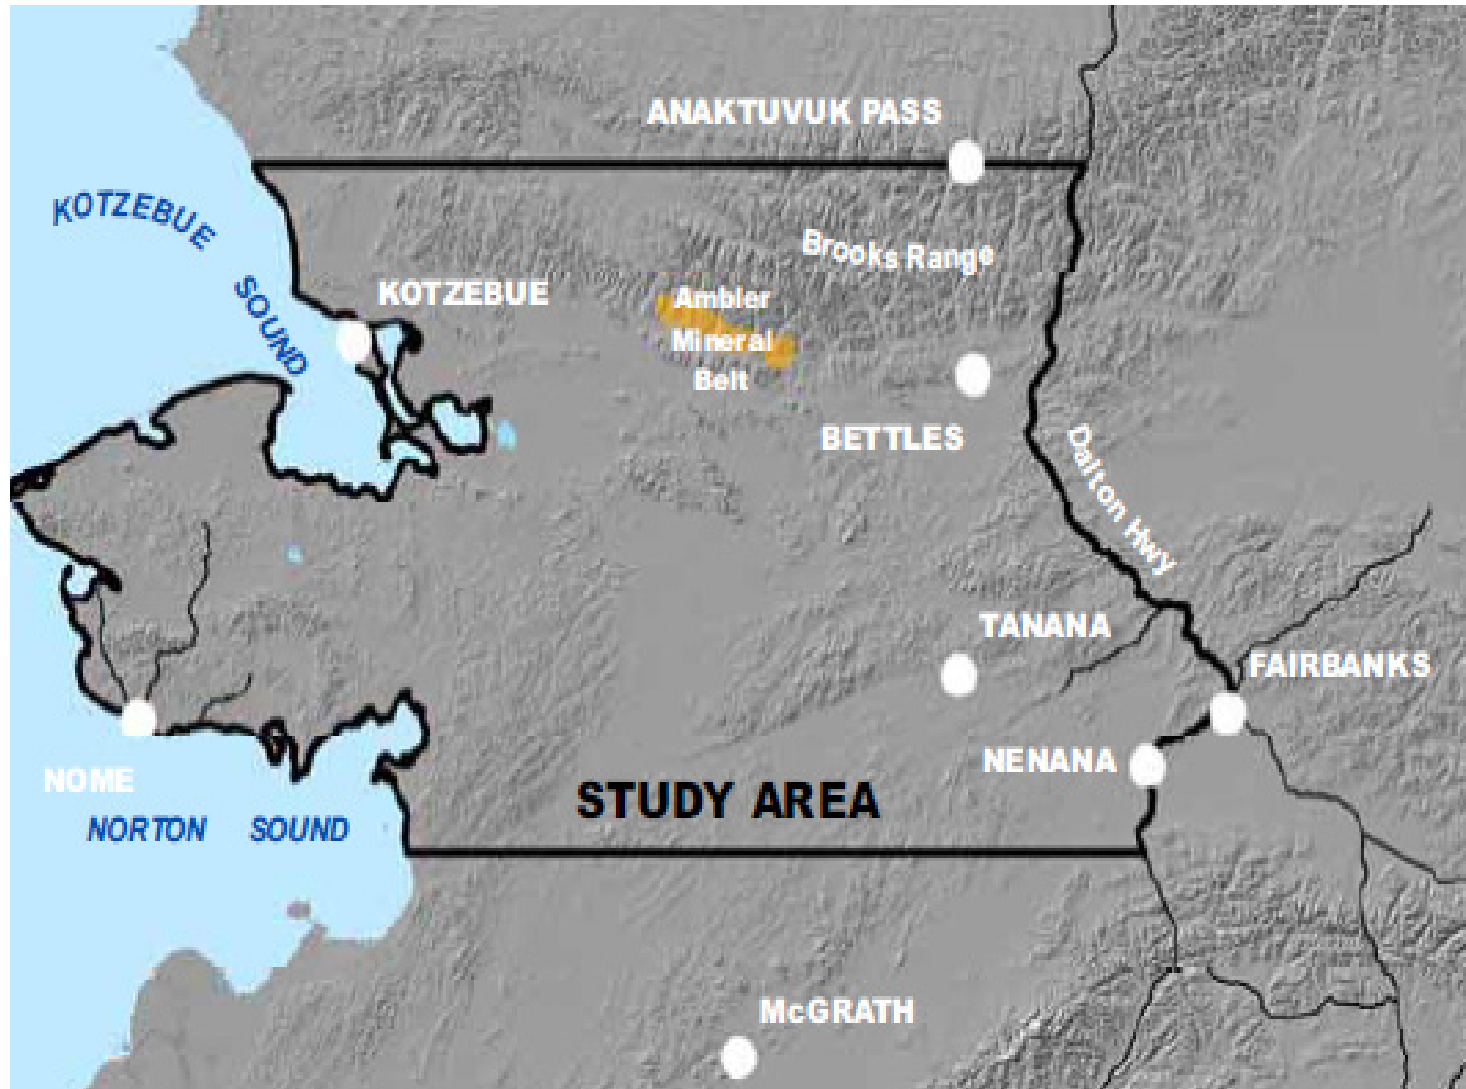 ANAKTUVUK PASS
KOTZEBUE
SOUND
Brooks Range
KOTZEBUE
Ambler
Mineral
Belt
BETTLES
Dalton Hwy
TANANA
FAIRBANKS
NENANA
NOME
STUDY AREA
NORTON SOUND
McGRATH